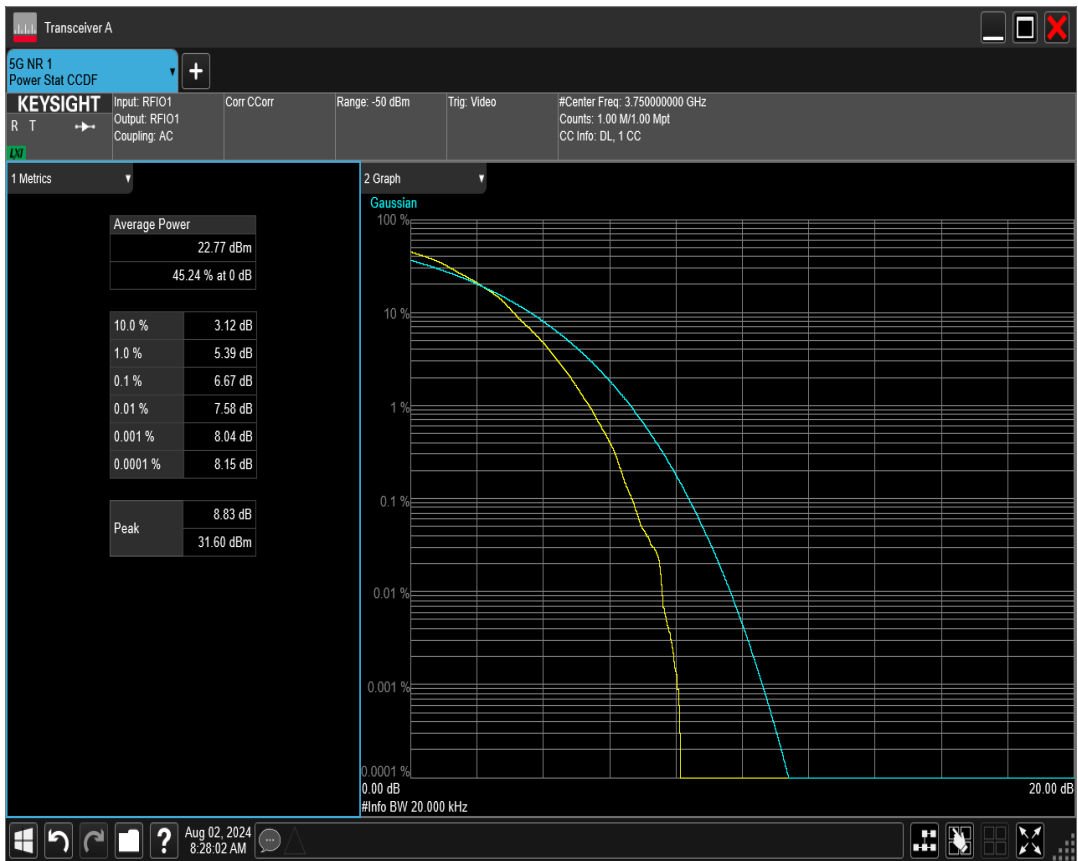 Transceiver A
5G NR 1
Power Stat CCDF
+
KEYSIGHT
R T
LXI
Input: RFIO1
Output: RFIO1
Coupling: AC
Corr CCorr
Range: -50 dBm
Trig: Video
#Center Freq: 3.750000000 GHz
Counts: 1.00 M/1.00 Mpt
CC Info: DL, 1 CC
1 Metrics
Average Power
22.77 dBm
45.24 % at 0 dB
10.0 % 3.12 dB
1.0 % 5.39 dB
0.1 % 6.67 dB
0.01 % 7.58 dB
0.001 % 8.04 dB
0.0001 % 8.15 dB
Peak
8.83 dB
31.60 dBm
2 Graph
Gaussian
100 %
10 %
1 %
0.1 %
0.01 %
0.001 %
0.0001 %
0.00 dB 20.00 dB
#Info BW 20.000 kHz
?
Aug 02, 2024
8:28:02 AM